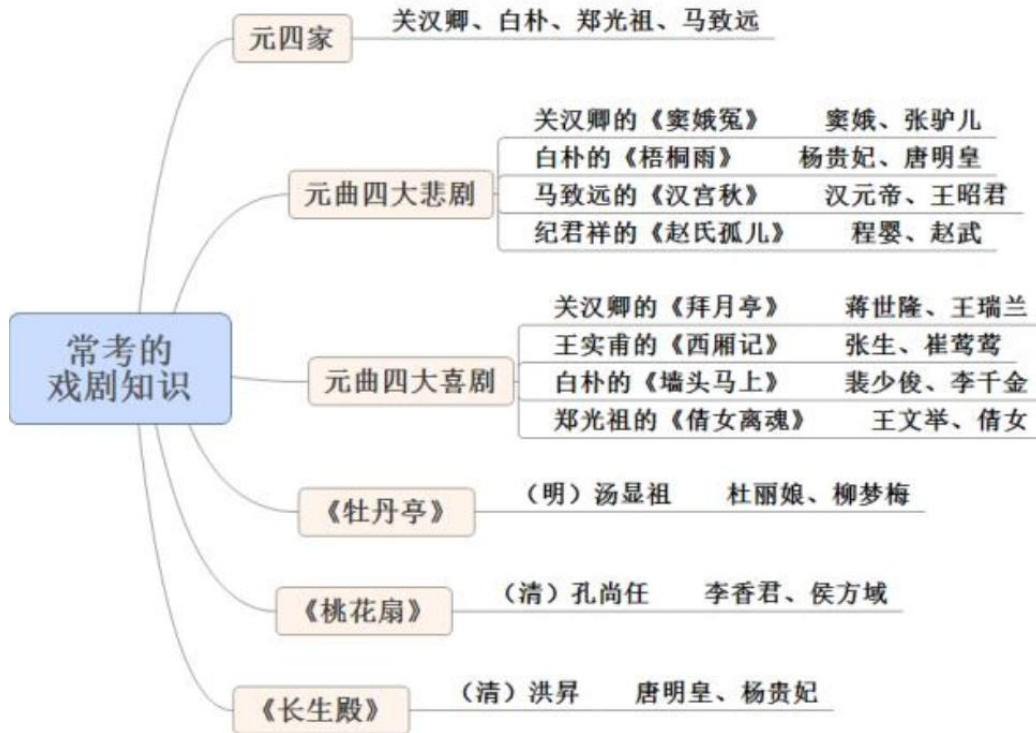 常考的
戏剧知识
元四家
关汉卿、白朴、郑光祖、马致远
元曲四大悲剧
关汉卿的《窦娥冤》 窦娥、张驴儿
白朴的《梧桐雨》 杨贵妃、唐明皇
马致远的《汉宫秋》 汉元帝、王昭君
纪君祥的《赵氏孤儿》 程婴、赵武
元曲四大喜剧
关汉卿的《拜月亭》 蒋世隆、王瑞兰
王实甫的《西厢记》 张生、崔莺莺
白朴的《墙头马上》 裴少俊、李千金
郑光祖的《倩女离魂》 王文举、倩女
《牡丹亭》
（明）汤显祖 杜丽娘、柳梦梅
《桃花扇》
（清）孔尚任 李香君、侯方域
《长生殿》
（清）洪昇 唐明皇、杨贵妃